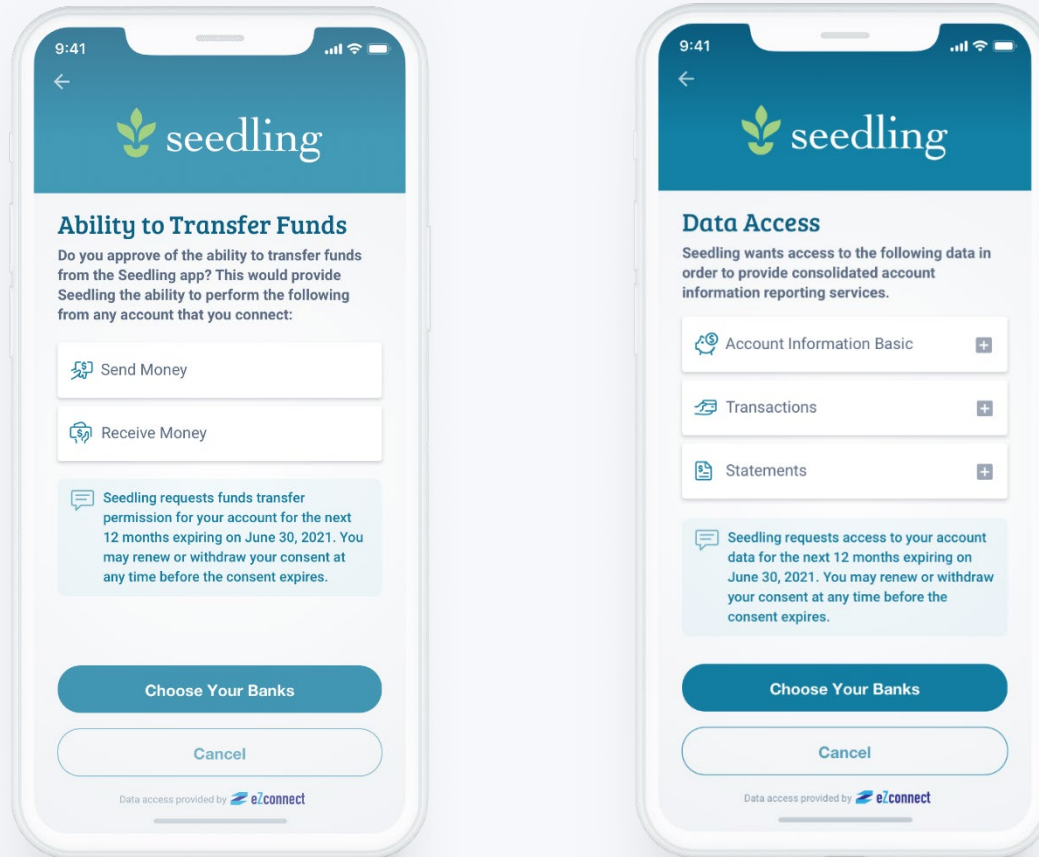 9:41
seedling
Ability to Transfer Funds
Do you approve of the ability to transfer funds
from the Seedling app? This would provide
Seedling the ability to perform the following
from any account that you connect:
Send Money
Receive Money
Seedling requests funds transfer
permission for your account for the next
12 months expiring on June 30, 2021. You
may renew or withdraw your consent at
any time before the consent expires.
Choose Your Banks
Cancel
Data access provided by eZconnect
9:41
seedling
Data Access
Seedling wants access to the following data in
order to provide consolidated account
information reporting services.
Account Information Basic
Transactions
Statements
Seedling requests access to your account
data for the next 12 months expiring on
June 30, 2021. You may renew or withdraw
your consent at any time before the
consent expires.
Choose Your Banks
Cancel
Data access provided by eZconnect